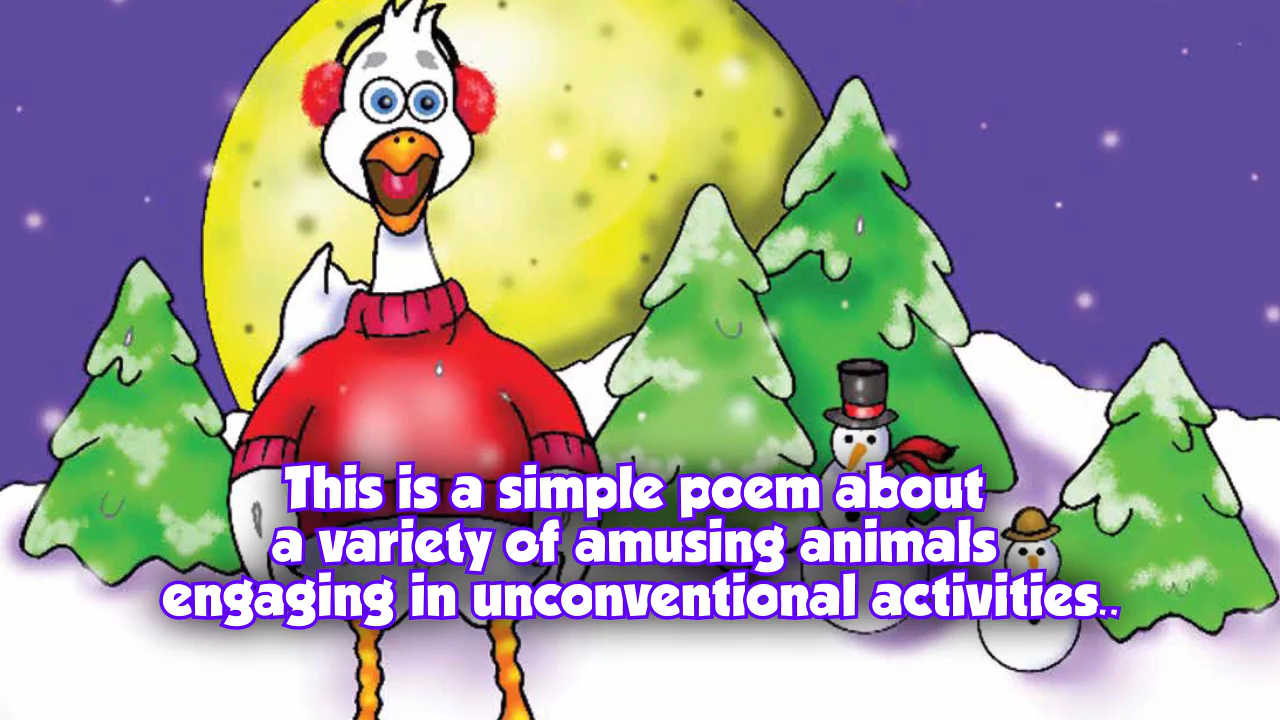 This is a simple poem about
a variety of amusing animals
engaging in unconventional activities..